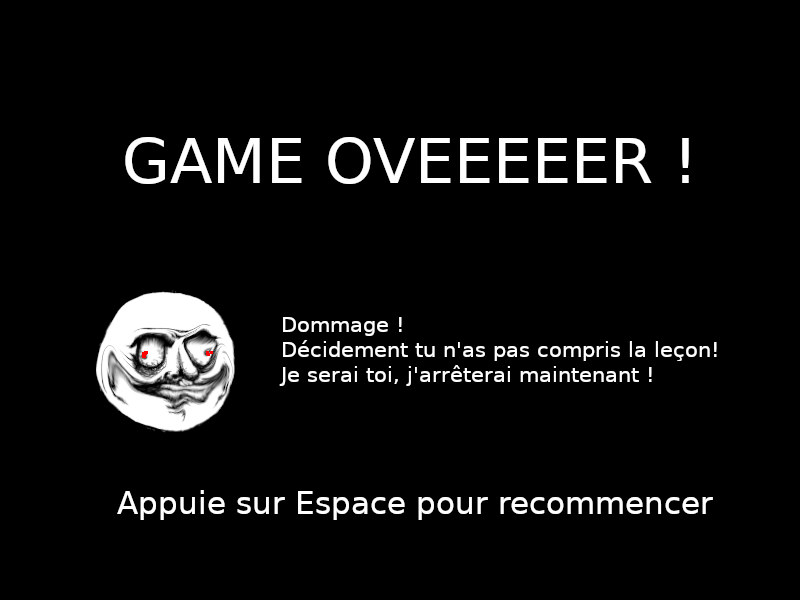 GAME OVEEEEER !
Dommage !
Décidement tu n'as pas compris la leçon!
Je serai toi, j'arrêterai maintenant !
Appuie sur Espace pour recommencer